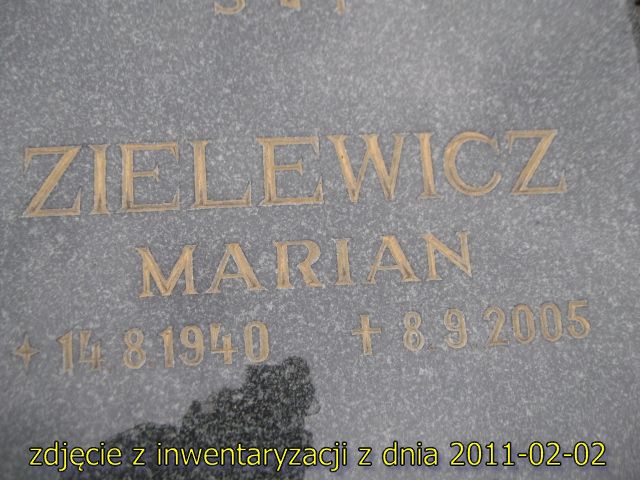 ZIELEWICZ
MARIAN
+ 14.8.1940 ✝ 8.9.2005
zdjęcie z inwentaryzacji z dnia 2011-02-02